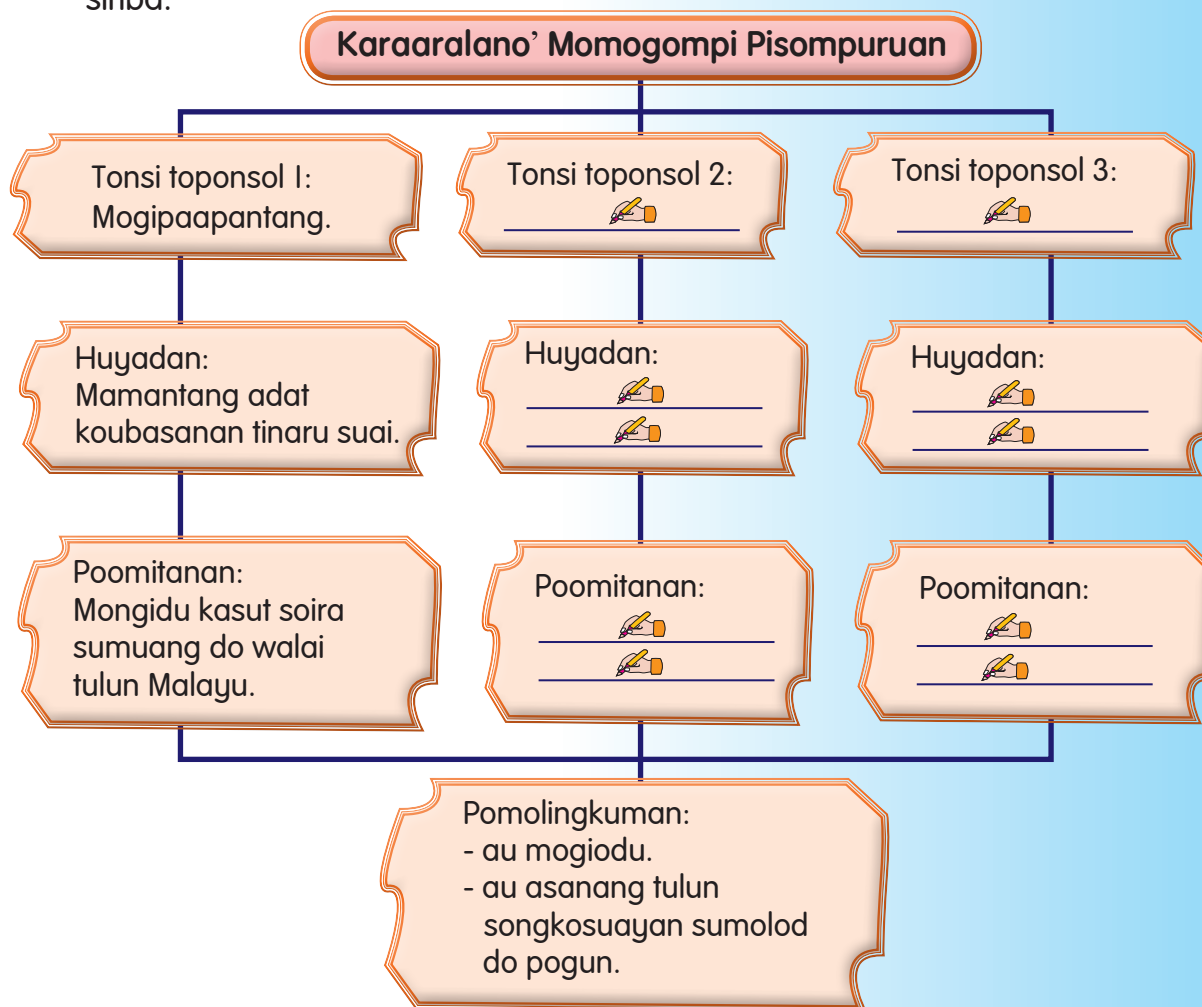 siriba.
Karaaralano’ Momogompi Pisompuruan
Tonsi toponsol 1:
Mogipaapantang.
Tonsi toponsol 2:
Tonsi toponsol 3:
Huyadan:
Mamantang adat
koubasanan tinaru suai.
Huyadan:
Huyadan:
Poomitanan:
Mongidu kasut soira
sumuang do walai
tulun Malayu.
Poomitanan:
Poomitanan:
Pomolingkuman:
- au mogiodu.
- au asanang tulun
songkosuayan sumolod
do pogun.